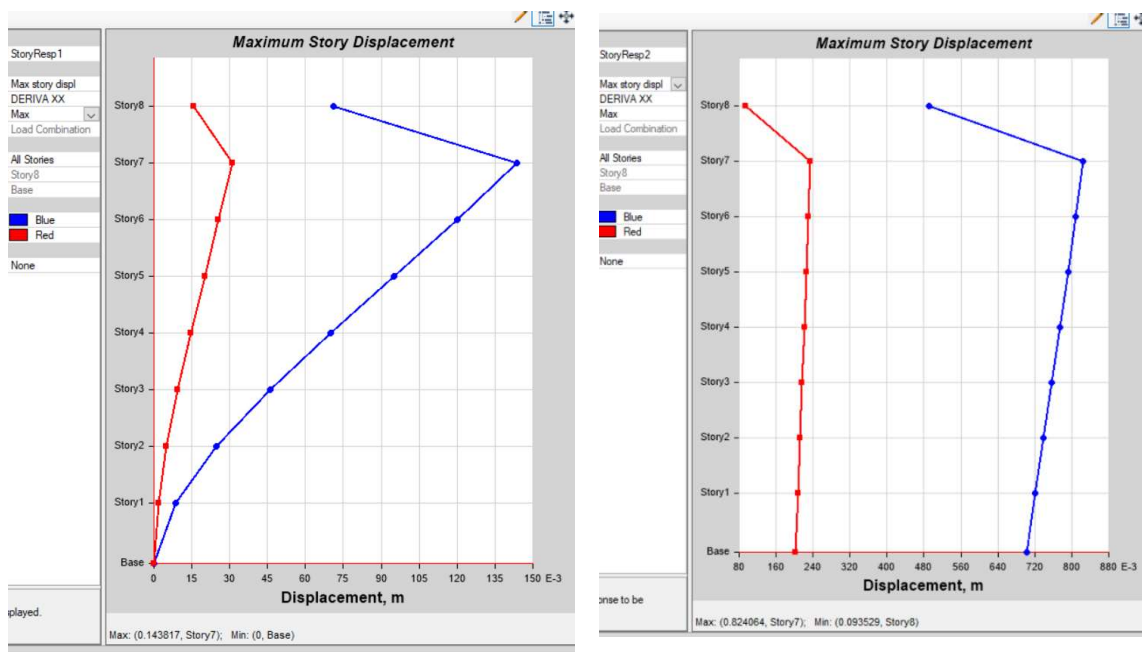 Maximum Story Displacement
StoryResp1
Max story displ
DERIVA XX
Max
Load Combination
All Stories
Story8
Base
Blue
Red
None
Story8
Story7
Story6
Story5
Story4
Story3
Story2
Story1
Base
0 15 30 45 60 75 90 105 120 135 150 E-3
Displacement, m
played.
Max: (0.143817, Story7); Min: (0, Base)
Maximum Story Displacement
StoryResp2
Max story displ
DERIVA XX
Max
Load Combination
All Stories
Story8
Base
Blue
Red
None
Story8
Story7
Story6
Story5
Story4
Story3
Story2
Story1
Base
80 160 240 320 400 480 560 640 720 800 880 E-3
Displacement, m
onse to be
Max: (0.824064, Story7); Min: (0.093529, Story8)